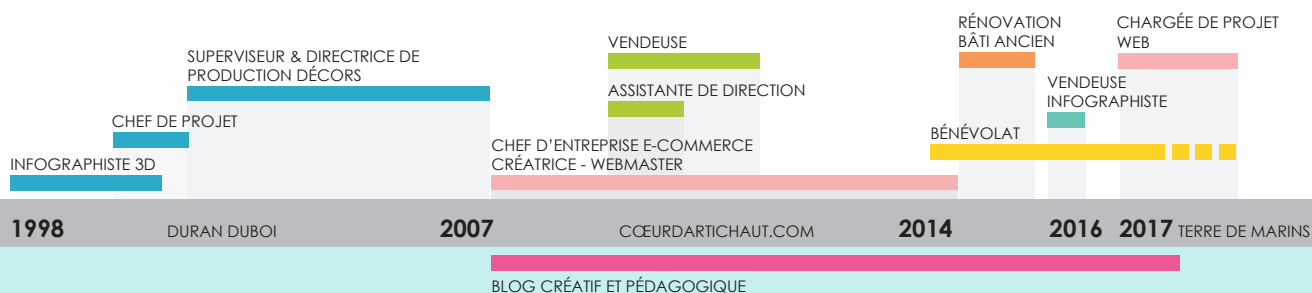 RÉNOVATION
BÂTI ANCIEN
CHARGÉE DE PROJET
WEB
VENDEUSE
SUPERVISEUR & DIRECTRICE DE
PRODUCTION DÉCORS
VENDEUSE
INFOGRAPHISTE
ASSISTANTE DE DIRECTION
CHEF DE PROJET
BÉNÉVOLAT
CHEF D'ENTREPRISE E-COMMERCE
CRÉATRICE - WEBMASTER
INFOGRAPHISTE 3D
1998 DURAN DUBOI 2007 CŒURDARTICHAUT.COM 2014 2016 2017 TERRE DE MARINS
BLOG CRÉATIF ET PÉDAGOGIQUE